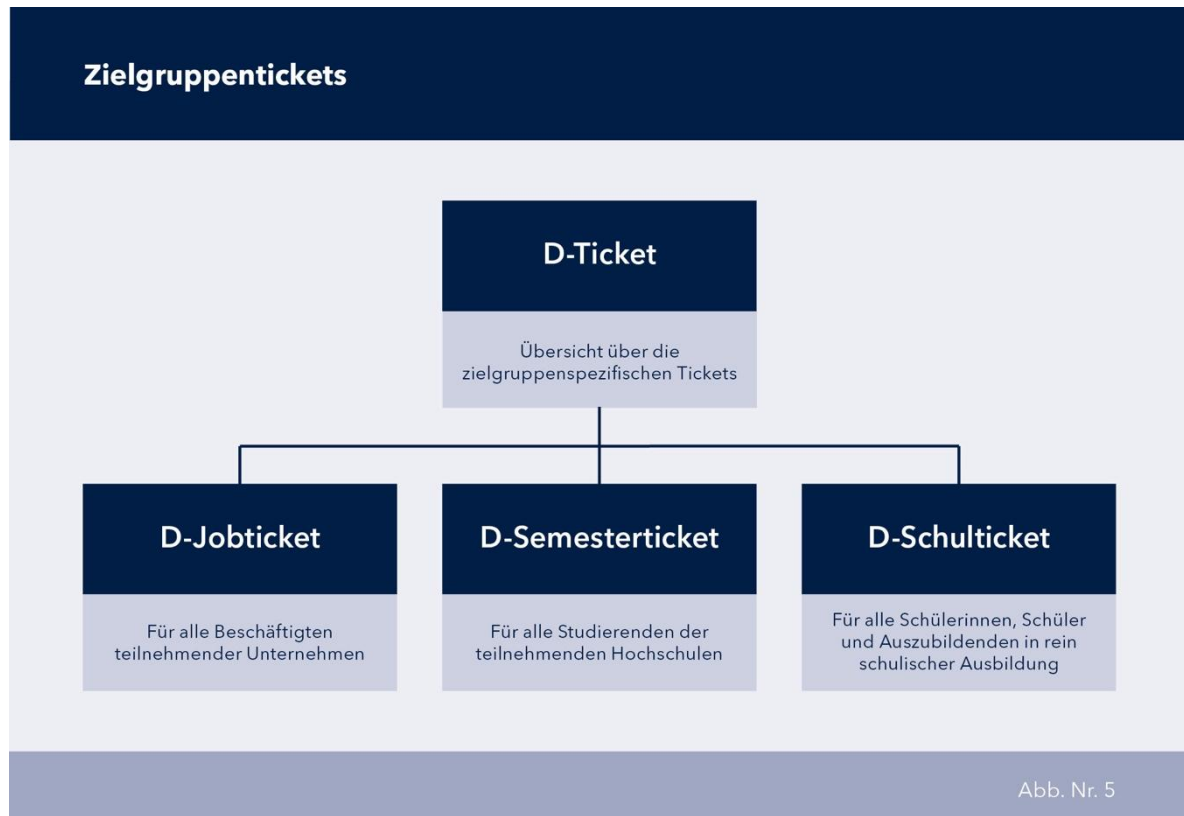 Zielgruppentickets
D-Ticket
Übersicht über die
zielgruppenspezifischen Tickets
D-Jobticket
Für alle Beschäftigten
teilnehmender Unternehmen
D-Semesterticket
Für alle Studierenden der
teilnehmenden Hochschulen
D-Schulticket
Für alle Schülerinnen, Schüler
und Auszubildenden in rein
schulischer Ausbildung
Abb. Nr. 5